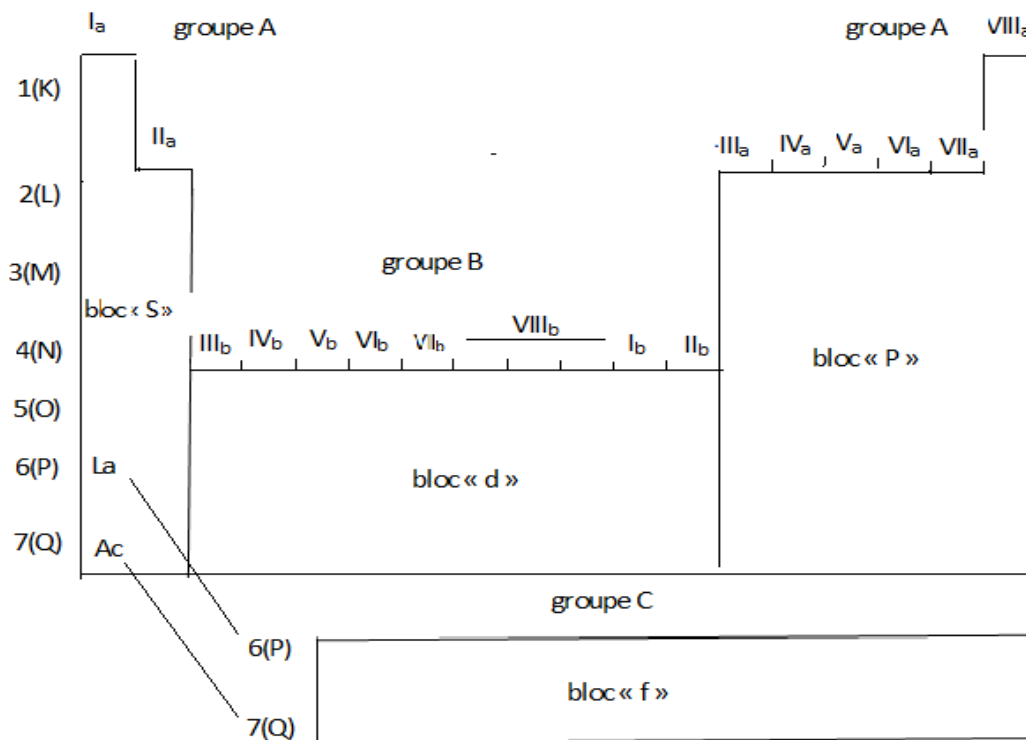 Ia groupe A groupe A VIIIa
1(K)
IIa IIIa IVa Va VIa VIIa
2(L)
groupe B
3(M)
bloc « S »
IIIb IVb Vb VIb VIIb VIIIb Ib IIb
4(N)
bloc « P »
5(O)
6(P) La
bloc « d »
7(Q) Ac
groupe C
6(P)
bloc « f »
7(Q)